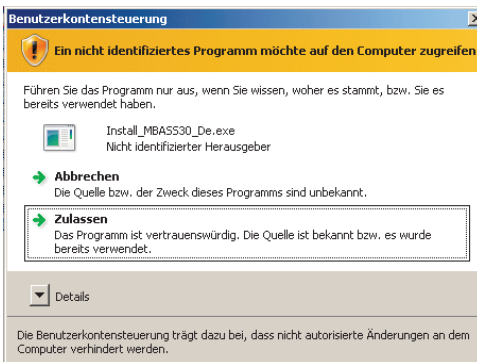 Benutzerkontensteuerung
Ein nicht identifiziertes Programm möchte auf den Computer zugreifen
Führen Sie das Programm nur aus, wenn Sie wissen, woher es stammt, bzw. Sie es
bereits verwendet haben.
Install_MBASS30_De.exe
Nicht identifizierter Herausgeber
Abbrechen
Die Quelle bzw. der Zweck dieses Programms sind unbekannt.
Zulassen
Das Programm ist vertrauenswürdig. Die Quelle ist bekannt bzw. es wurde
bereits verwendet.
Details
Die Benutzerkontensteuerung trägt dazu bei, dass nicht autorisierte Änderungen an dem
Computer verhindert werden.